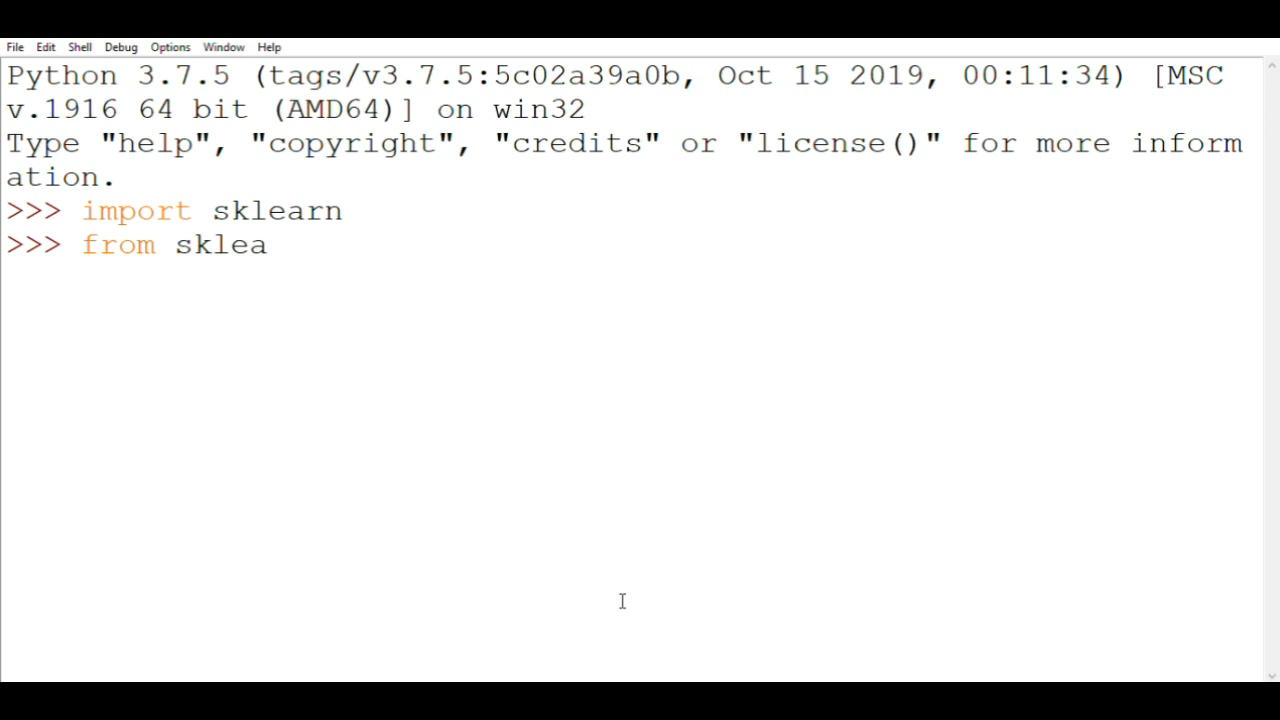 File Edit Shell Debug Options Window Help
Python 3.7.5 (tags/v3.7.5:5c02a39a0b, Oct 15 2019, 00:11:34) [MSC
v.1916 64 bit (AMD64)] on win32
Type "help", "copyright", "credits" or "license()" for more inform
ation.
>>> import sklearn
>>> from sklea